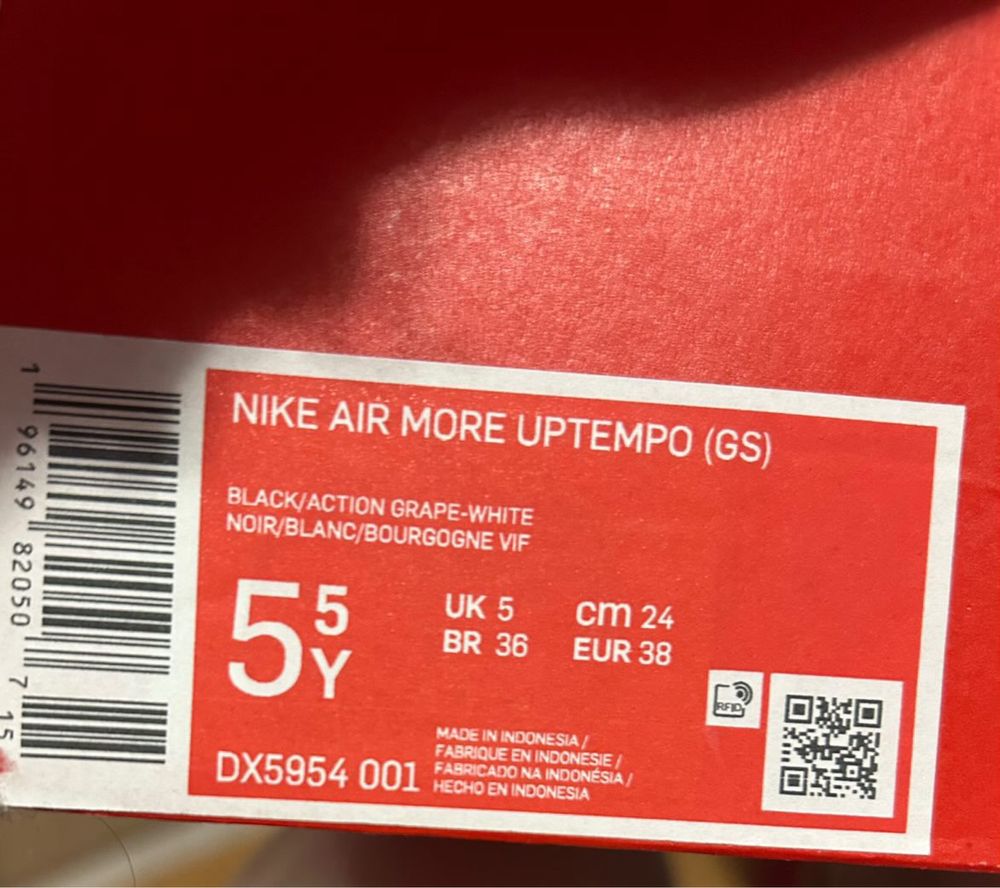 NIKE AIR MORE UPTEMPO (GS)
BLACK/ACTION GRAPE-WHITE
NOIR/BLANC/BOURGOGNE VIF
5 5 Y
UK 5 cm 24
BR 36 EUR 38
DX5954 001
MADE IN INDONESIA /
FABRIQUE EN INDONESIE /
FABRICADO NA INDONÉSIA /
HECHO EN INDONESIA
RFID
1 96149 82050 7 15